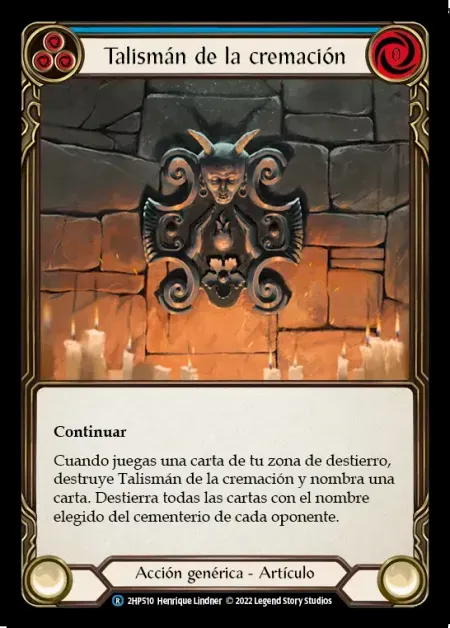 Talismán de la cremación
0
Continuar
Cuando juegas una carta de tu zona de destierro,
destruye Talismán de la cremación y nombra una
carta. Destierra todas las cartas con el nombre
elegido del cementerio de cada oponente.
Acción genérica - Artículo
R 2HP510 Henrique Lindner © 2022 Legend Story Studios